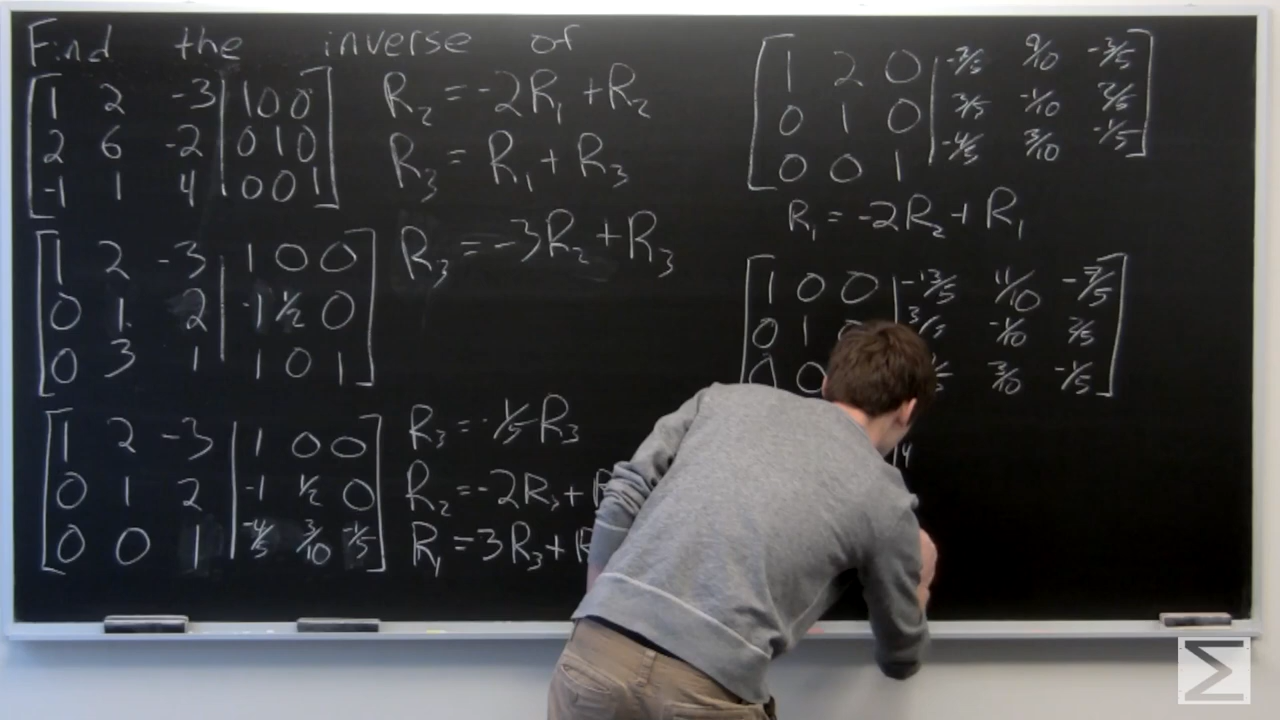 Find the inverse of
1 2 -3 | 1 0 0
2 6 -2 | 0 1 0
-1 1 4 | 0 0 1
R₂ = -2R₁ + R₂
R₃ = R₁ + R₃
1 2 -3 | 1 0 0
0 1 2 | -1 1/2 0
0 3 1 | 1 0 1
R₃ = -3R₂ + R₃
1 2 -3 | 1 0 0
0 1 2 | -1 1/2 0
0 0 1 | -4/5 3/10 -1/5
R₃ = -1/5 R₃
R₂ = -2R₃ +
R₁ = 3R₃ +
1 2 0 | -7/5 9/10 -3/5
0 1 0 | 3/5 -1/10 2/5
0 0 1 | -4/5 3/10 -1/5
R₁ = -2R₂ + R₁
1 0 0 | -13/5 11/10 -7/5
0 1 | 3/5 -1/10 2/5
0 0 3/10 -1/5
Σ